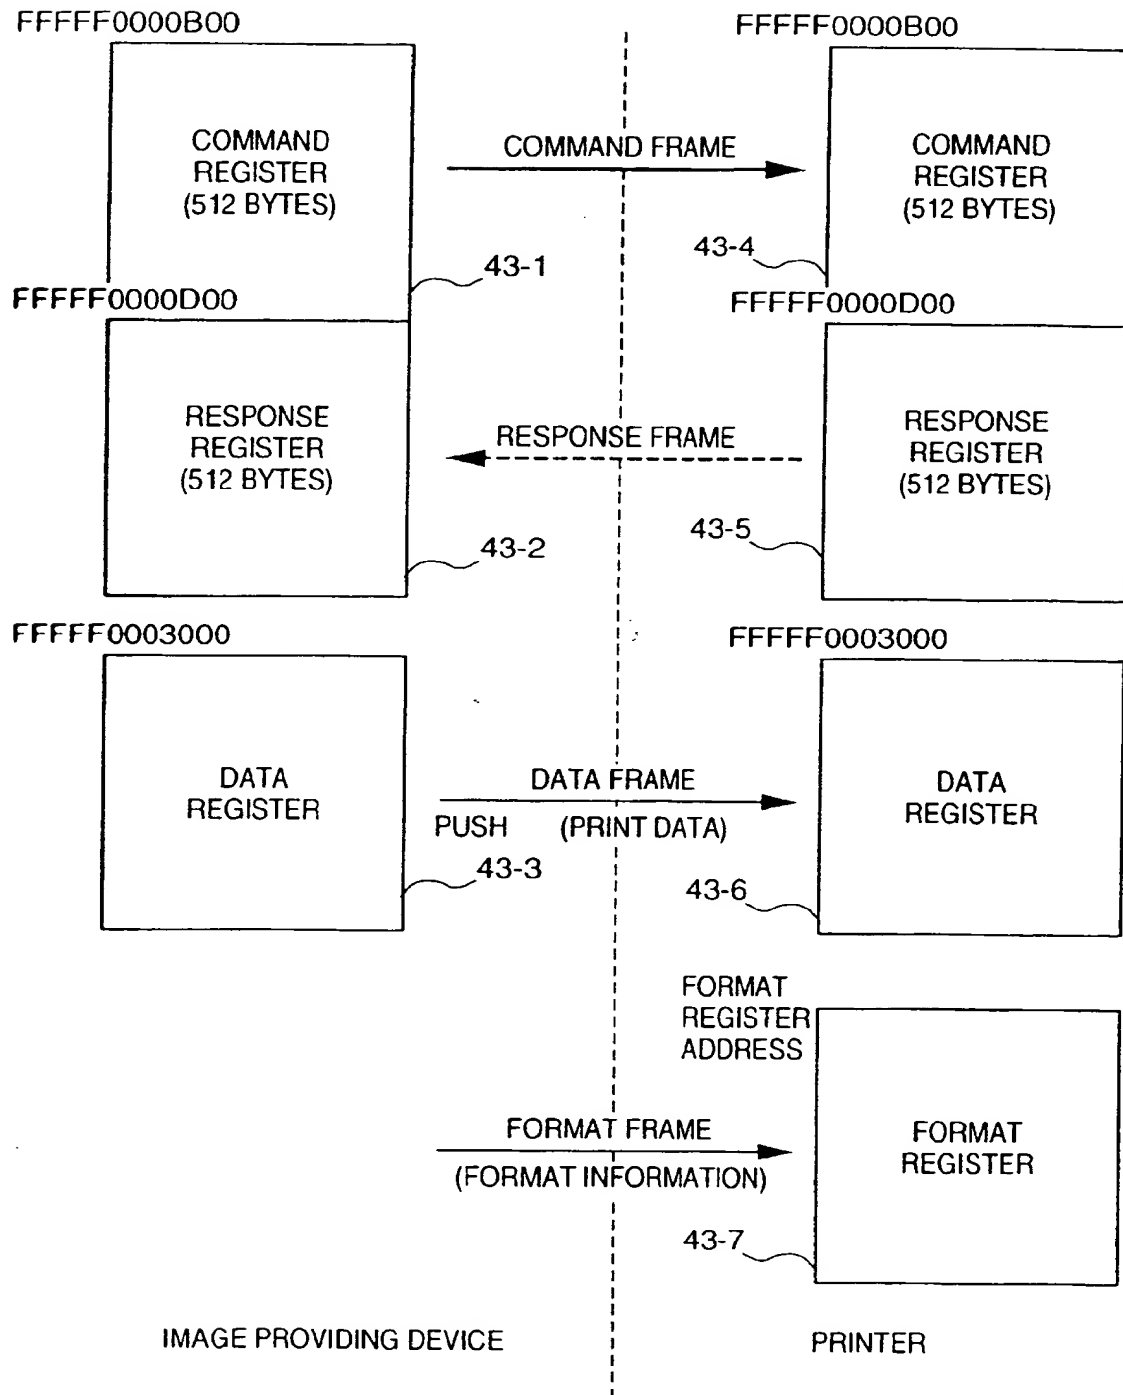 FFFFF0000B00
FFFFF0000B00
COMMAND
REGISTER
(512 BYTES)
COMMAND FRAME
COMMAND
REGISTER
(512 BYTES)
43-1
43-4
FFFFF0000D00
FFFFF0000D00
RESPONSE
REGISTER
(512 BYTES)
RESPONSE FRAME
RESPONSE
REGISTER
(512 BYTES)
43-2
43-5
FFFFF0003000
FFFFF0003000
DATA
REGISTER
DATA FRAME
PUSH (PRINT DATA)
DATA
REGISTER
43-3
43-6
FORMAT
REGISTER
ADDRESS
FORMAT FRAME
(FORMAT INFORMATION)
FORMAT
REGISTER
43-7
IMAGE PROVIDING DEVICE
PRINTER